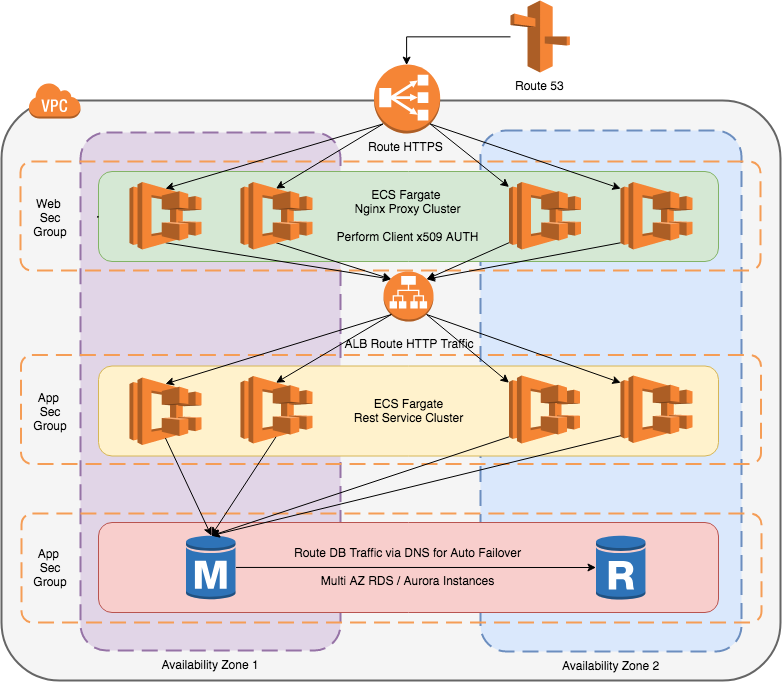 Route 53
VPC
Route HTTPS
Web
Sec
Group
ECS Fargate
Nginx Proxy Cluster
Perform Client x509 AUTH
ALB Route HTTP Traffic
App
Sec
Group
ECS Fargate
Rest Service Cluster
App
Sec
Group
Route DB Traffic via DNS for Auto Failover
M
R
Multi AZ RDS / Aurora Instances
Availability Zone 1
Availability Zone 2